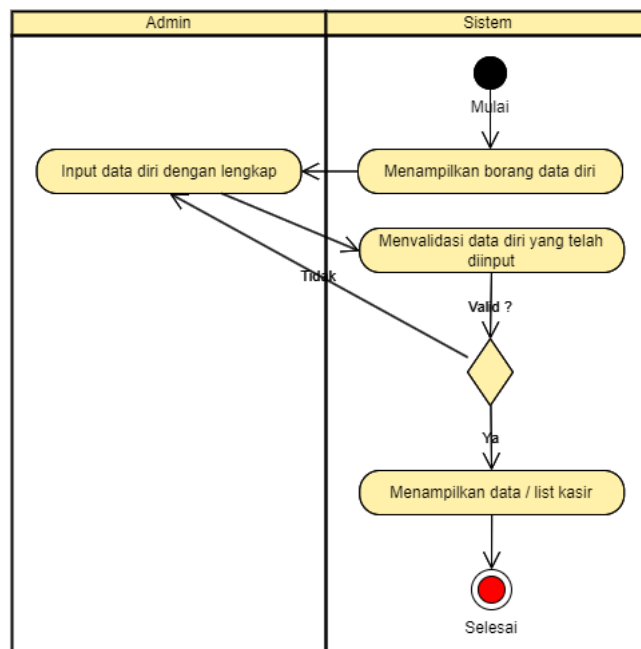 Admin
Sistem
Mulai
Input data diri dengan lengkap
Menampilkan borang data diri
Menvalidasi data diri yang telah
diinput
Tidak
Valid ?
Ya
Menampilkan data / list kasir
Selesai